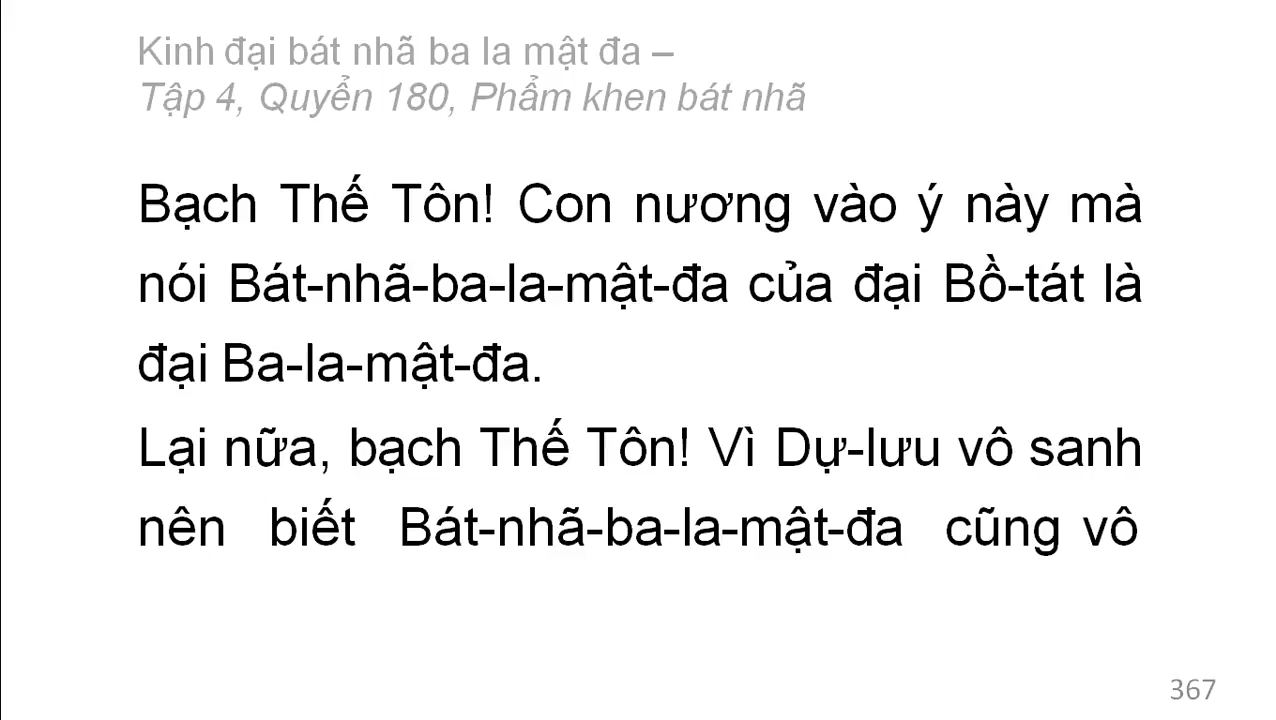 Kinh đại bát nhã ba la mật đa –
Tập 4, Quyển 180, Phẩm khen bát nhã
Bạch Thế Tôn! Con nương vào ý này mà
nói Bát-nhã-ba-la-mật-đa của đại Bồ-tát là
đại Ba-la-mật-đa.
Lại nữa, bạch Thế Tôn! Vì Dự-lưu vô sanh
nên biết Bát-nhã-ba-la-mật-đa cũng vô
367